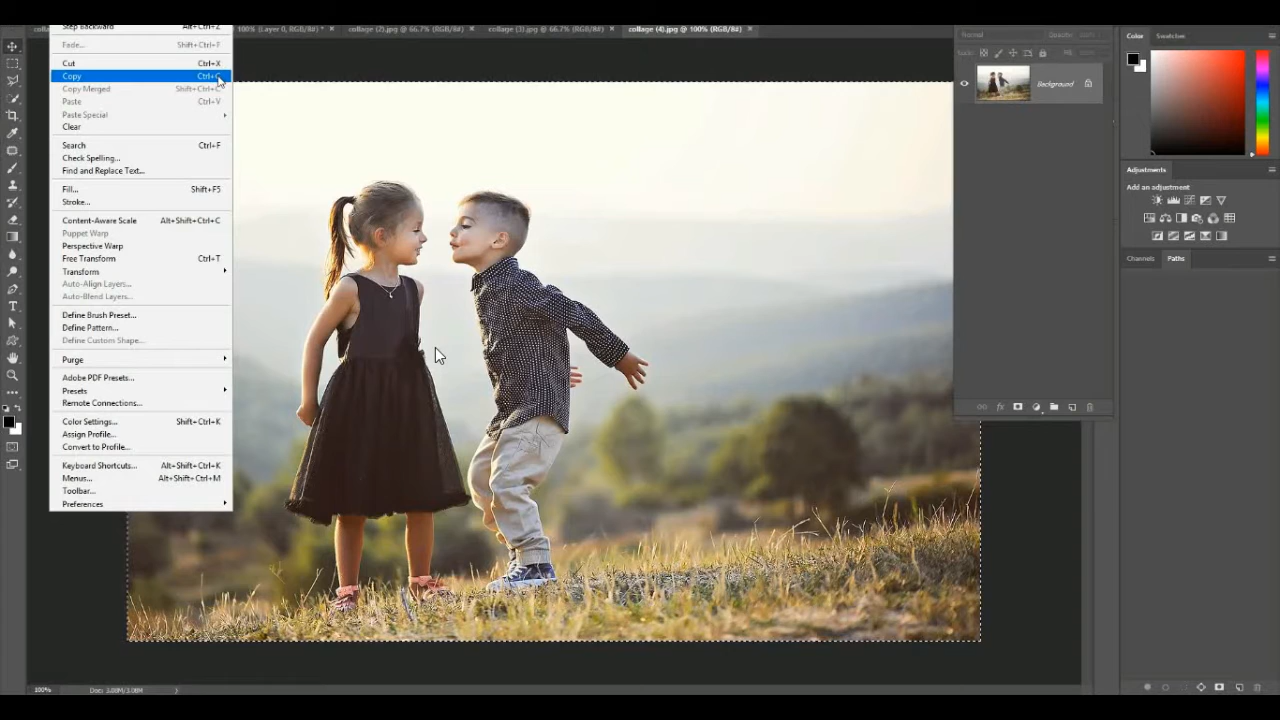 100% (Layer 0, RGB/8#) *
collage (2).jpg @ 66.7% (RGB/8#)
collage (3).jpg @ 66.7% (RGB/8#)
collage (4).jpg @ 100% (RGB/8#)
Step Backward Alt+Ctrl+Z
Fade... Shift+Ctrl+F
Cut Ctrl+X
Copy Ctrl+C
Copy Merged Shift+Ctrl+C
Paste Ctrl+V
Paste Special
Clear
Search Ctrl+F
Check Spelling...
Find and Replace Text...
Fill... Shift+F5
Stroke...
Content-Aware Scale Alt+Shift+Ctrl+C
Puppet Warp
Perspective Warp
Free Transform Ctrl+T
Transform
Auto-Align Layers...
Auto-Blend Layers...
Define Brush Preset...
Define Pattern...
Define Custom Shape...
Purge
Adobe PDF Presets...
Presets
Remote Connections...
Color Settings... Shift+Ctrl+K
Assign Profile...
Convert to Profile...
Keyboard Shortcuts... Alt+Shift+Ctrl+K
Menus... Alt+Shift+Ctrl+M
Toolbar...
Preferences
Normal Opacity:
Lock:
Background
Color Swatches
Adjustments
Add an adjustment
Channels Paths
100% Doc: 3.08M/3.08M